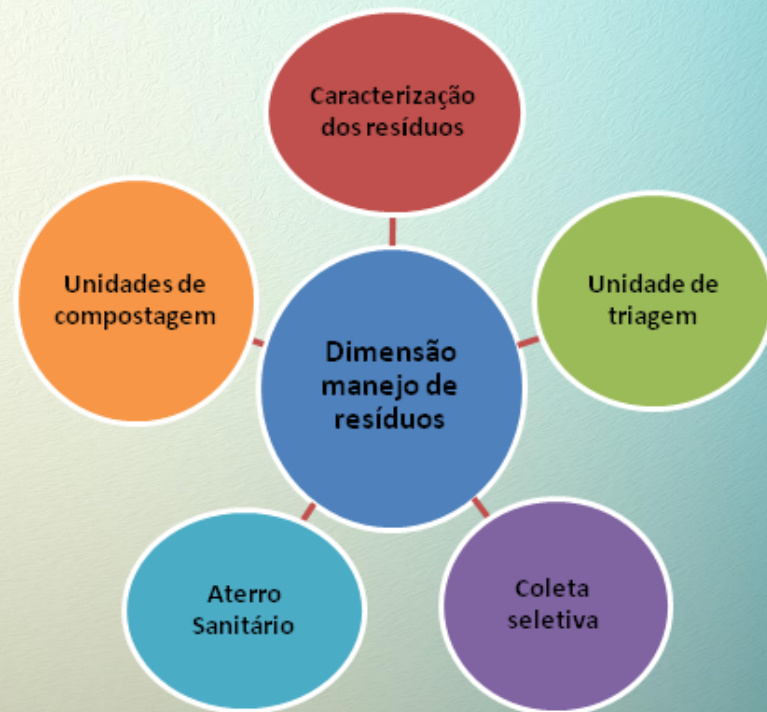 Caracterização
dos resíduos
Unidades de
compostagem
Unidade de
triagem
Dimensão
manejo de
resíduos
Aterro
Sanitário
Coleta
seletiva